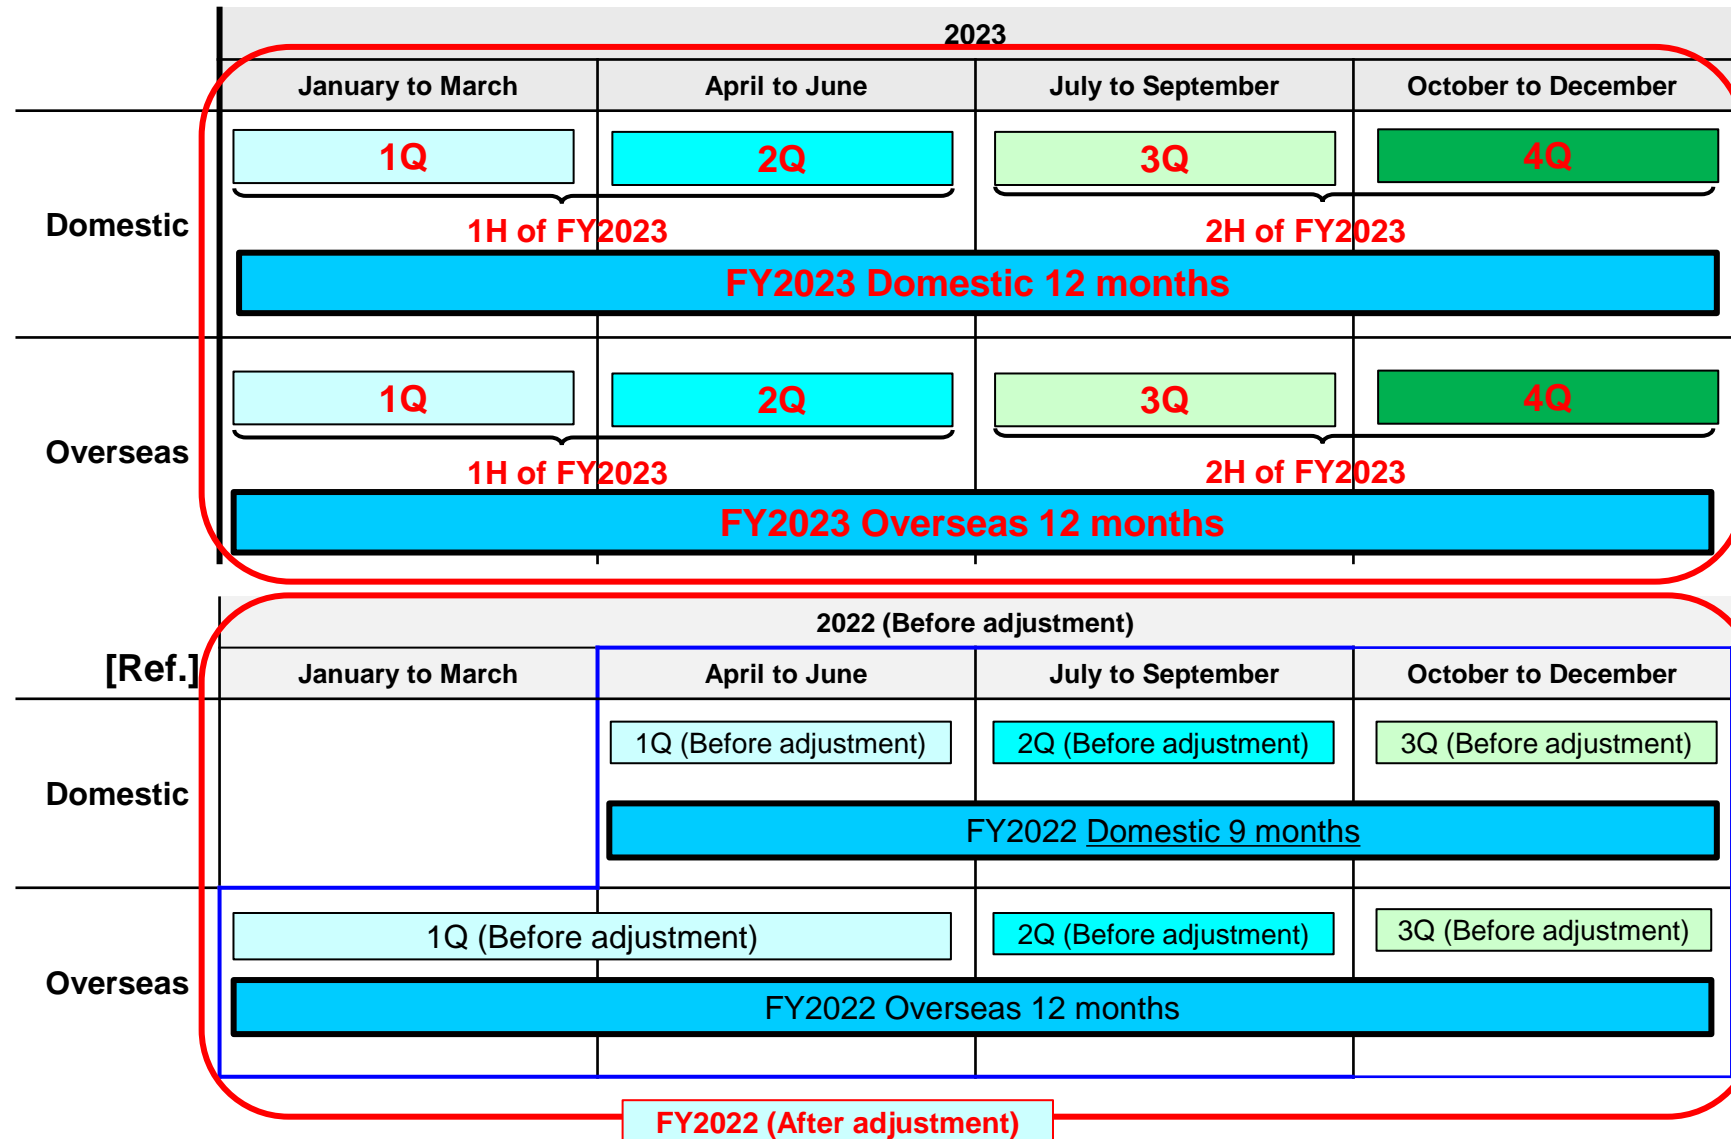 2023
January to March
April to June
July to September
October to December
Domestic
1Q
2Q
3Q
4Q
1H of FY2023
2H of FY2023
FY2023 Domestic 12 months
Overseas
1Q
2Q
3Q
4Q
1H of FY2023
2H of FY2023
FY2023 Overseas 12 months
[Ref.]
2022 (Before adjustment)
January to March
April to June
July to September
October to December
Domestic
1Q (Before adjustment)
2Q (Before adjustment)
3Q (Before adjustment)
FY2022 Domestic 9 months
Overseas
1Q (Before adjustment)
2Q (Before adjustment)
3Q (Before adjustment)
FY2022 Overseas 12 months
FY2022 (After adjustment)